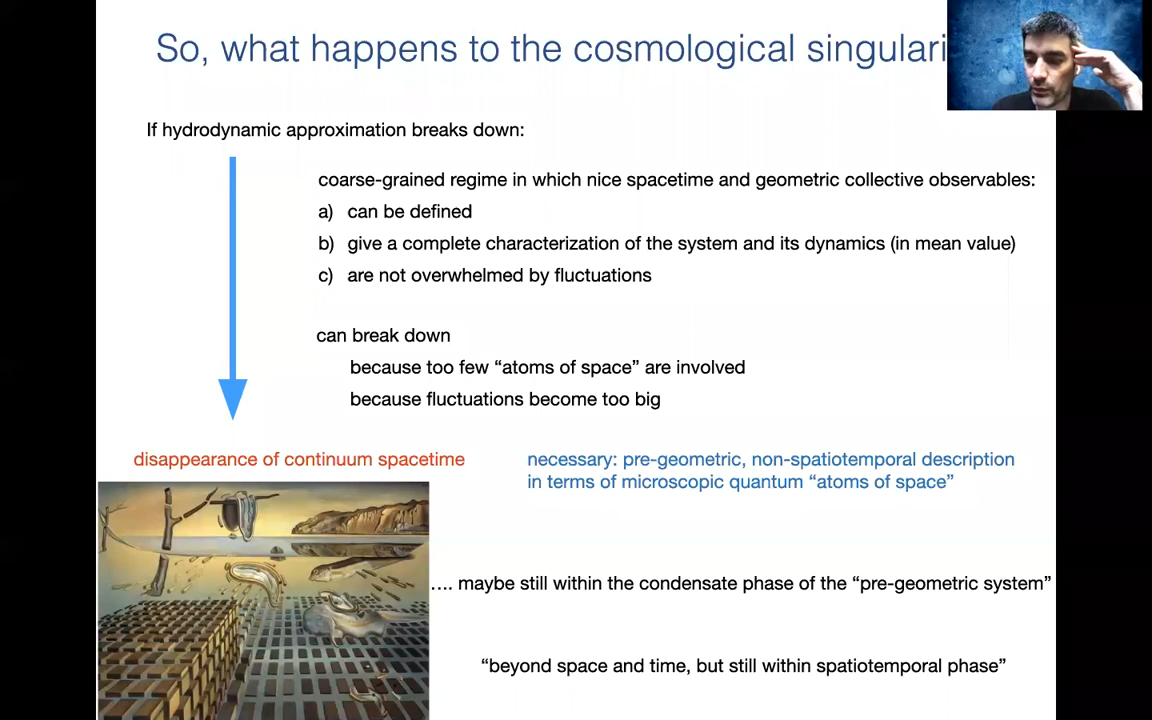 So, what happens to the cosmological singulari
If hydrodynamic approximation breaks down:
coarse-grained regime in which nice spacetime and geometric collective observables:
a) can be defined
b) give a complete characterization of the system and its dynamics (in mean value)
c) are not overwhelmed by fluctuations
can break down
because too few “atoms of space” are involved
because fluctuations become too big
disappearance of continuum spacetime
necessary: pre-geometric, non-spatiotemporal description
in terms of microscopic quantum “atoms of space”
.... maybe still within the condensate phase of the “pre-geometric system”
“beyond space and time, but still within spatiotemporal phase”